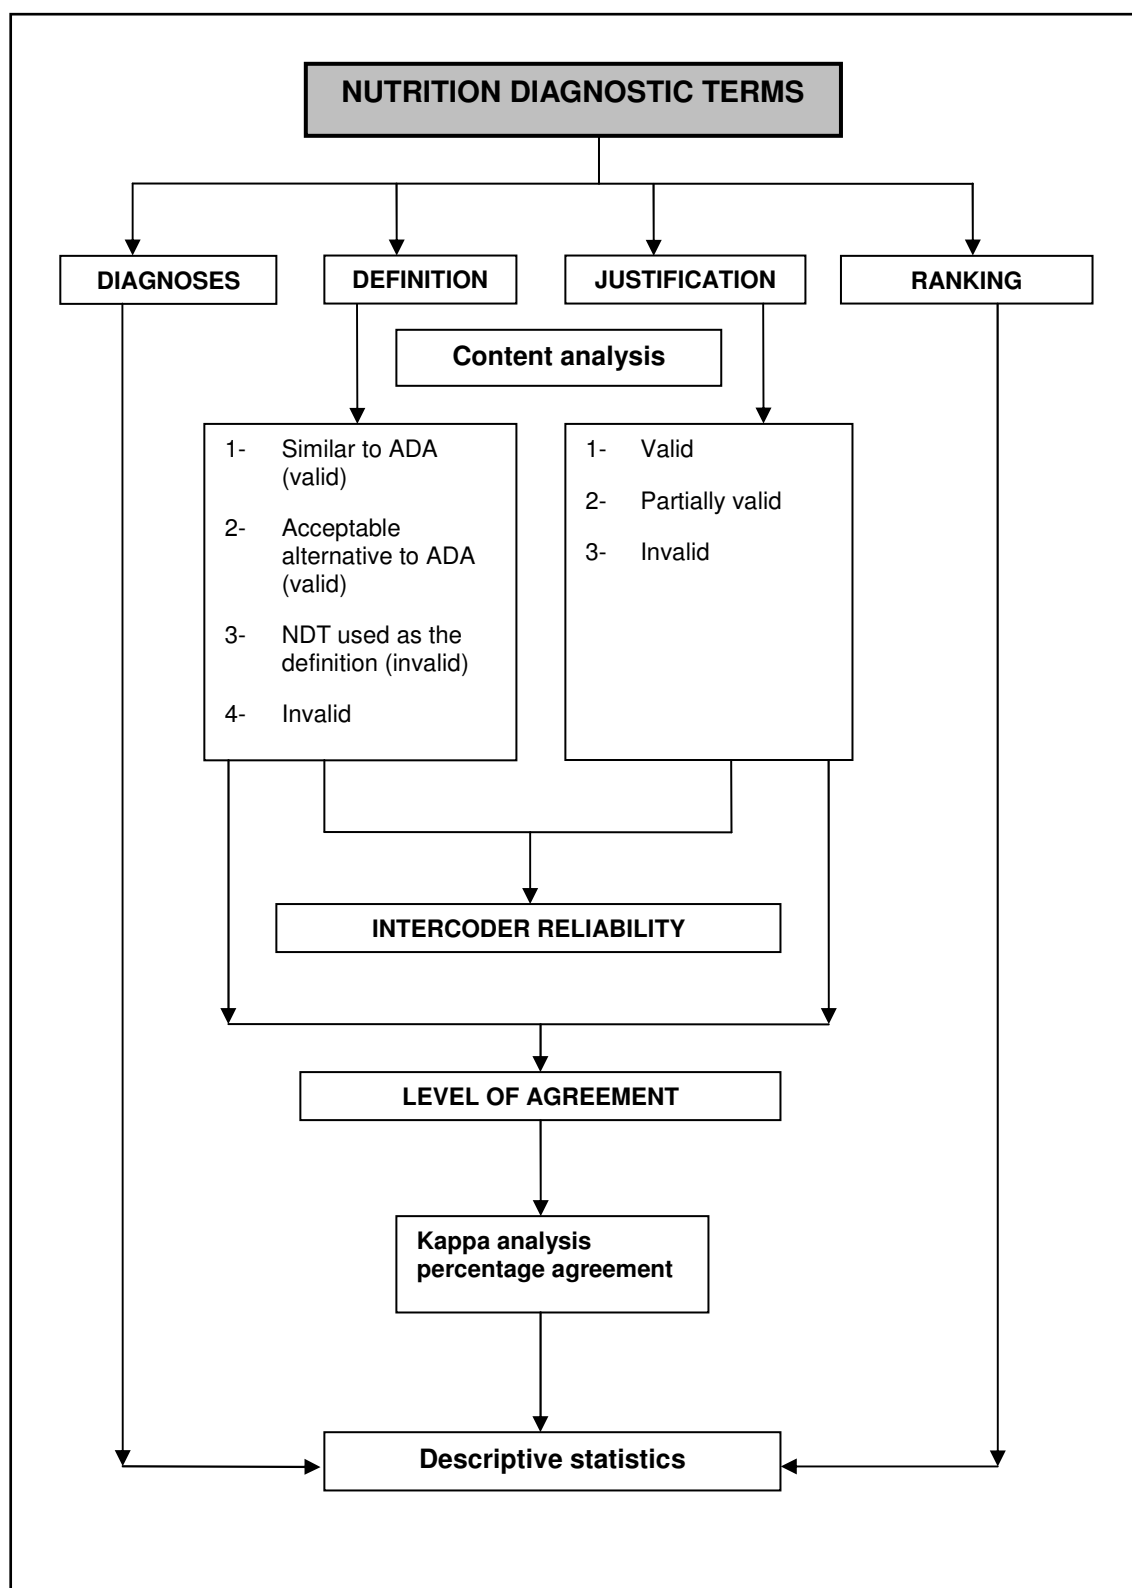 NUTRITION DIAGNOSTIC TERMS
DIAGNOSES
DEFINITION
JUSTIFICATION
RANKING
Content analysis
1- Similar to ADA
(valid)
2- Acceptable
alternative to ADA
(valid)
3- NDT used as the
definition (invalid)
4- Invalid
1- Valid
2- Partially valid
3- Invalid
INTERCODER RELIABILITY
LEVEL OF AGREEMENT
Kappa analysis
percentage agreement
Descriptive statistics